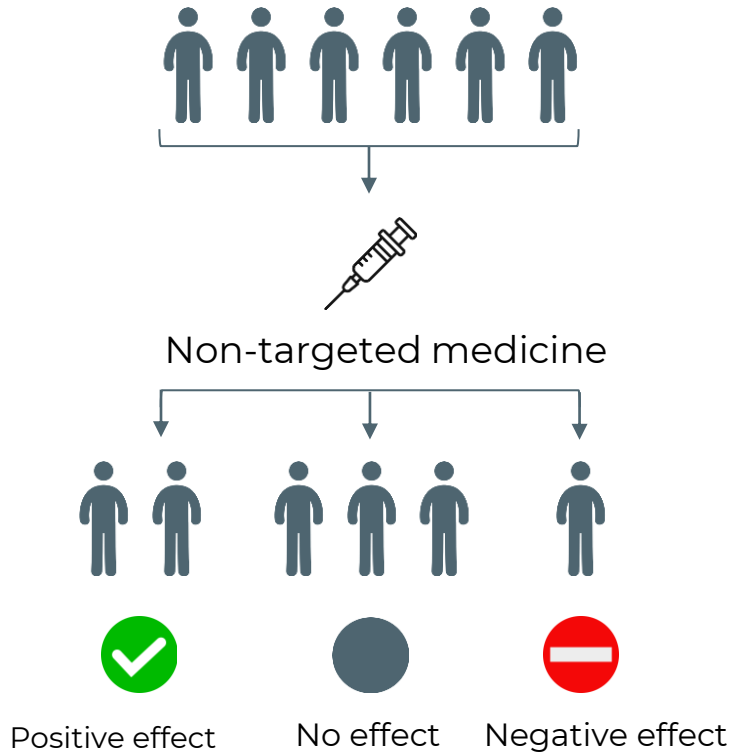 Non-targeted medicine
Positive effect
No effect
Negative effect